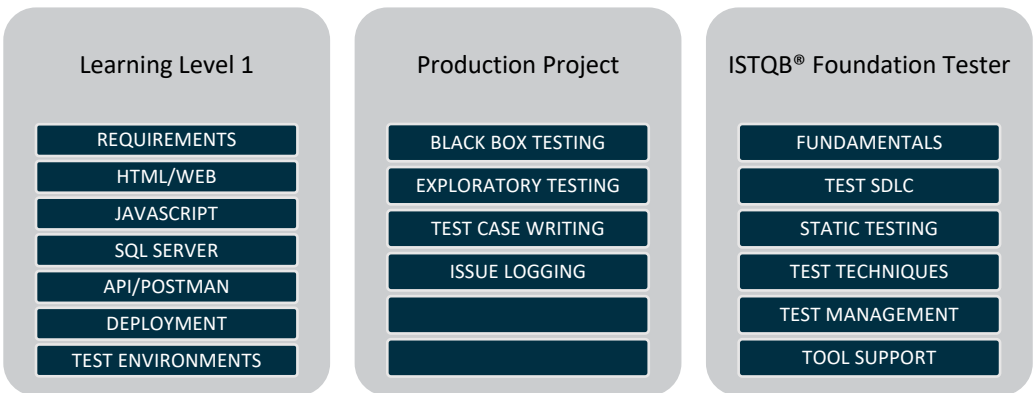 Learning Level 1
REQUIREMENTS
HTML/WEB
JAVASCRIPT
SQL SERVER
API/POSTMAN
DEPLOYMENT
TEST ENVIRONMENTS
Production Project
BLACK BOX TESTING
EXPLORATORY TESTING
TEST CASE WRITING
ISSUE LOGGING
ISTQB® Foundation Tester
FUNDAMENTALS
TEST SDLC
STATIC TESTING
TEST TECHNIQUES
TEST MANAGEMENT
TOOL SUPPORT